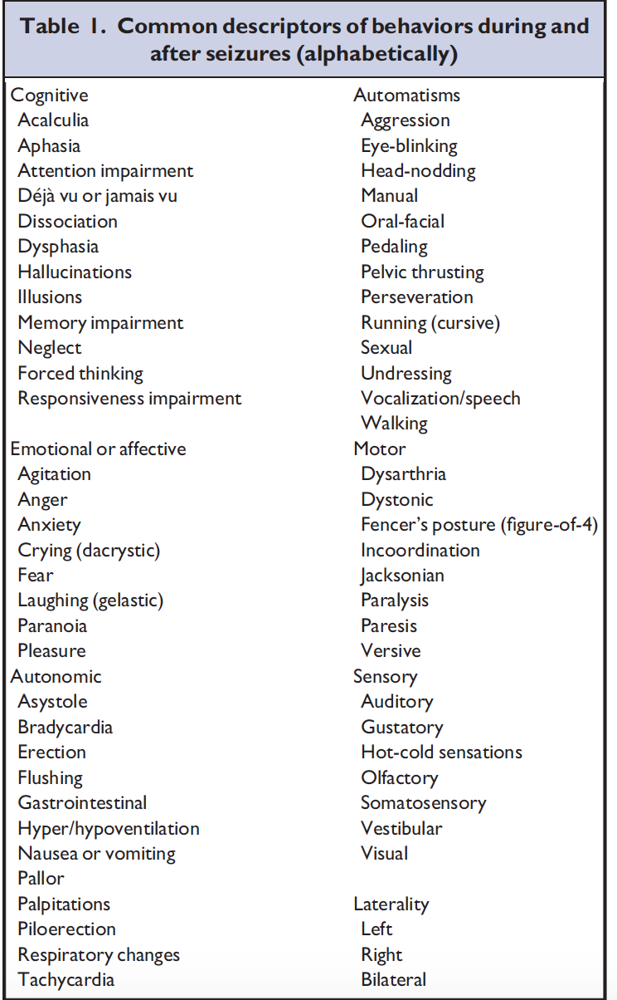 Table 1. Common descriptors of behaviors during and
after seizures (alphabetically)
Cognitive
Acalculia
Aphasia
Attention impairment
Déjà vu or jamais vu
Dissociation
Dysphasia
Hallucinations
Illusions
Memory impairment
Neglect
Forced thinking
Responsiveness impairment
Emotional or affective
Agitation
Anger
Anxiety
Crying (dacrystic)
Fear
Laughing (gelastic)
Paranoia
Pleasure
Autonomic
Asystole
Bradycardia
Erection
Flushing
Gastrointestinal
Hyper/hypoventilation
Nausea or vomiting
Pallor
Palpitations
Piloerection
Respiratory changes
Tachycardia
Automatisms
Aggression
Eye-blinking
Head-nodding
Manual
Oral-facial
Pedaling
Pelvic thrusting
Perseveration
Running (cursive)
Sexual
Undressing
Vocalization/speech
Walking
Motor
Dysarthria
Dystonic
Fencer’s posture (figure-of-4)
Incoordination
Jacksonian
Paralysis
Paresis
Versive
Sensory
Auditory
Gustatory
Hot-cold sensations
Olfactory
Somatosensory
Vestibular
Visual
Laterality
Left
Right
Bilateral